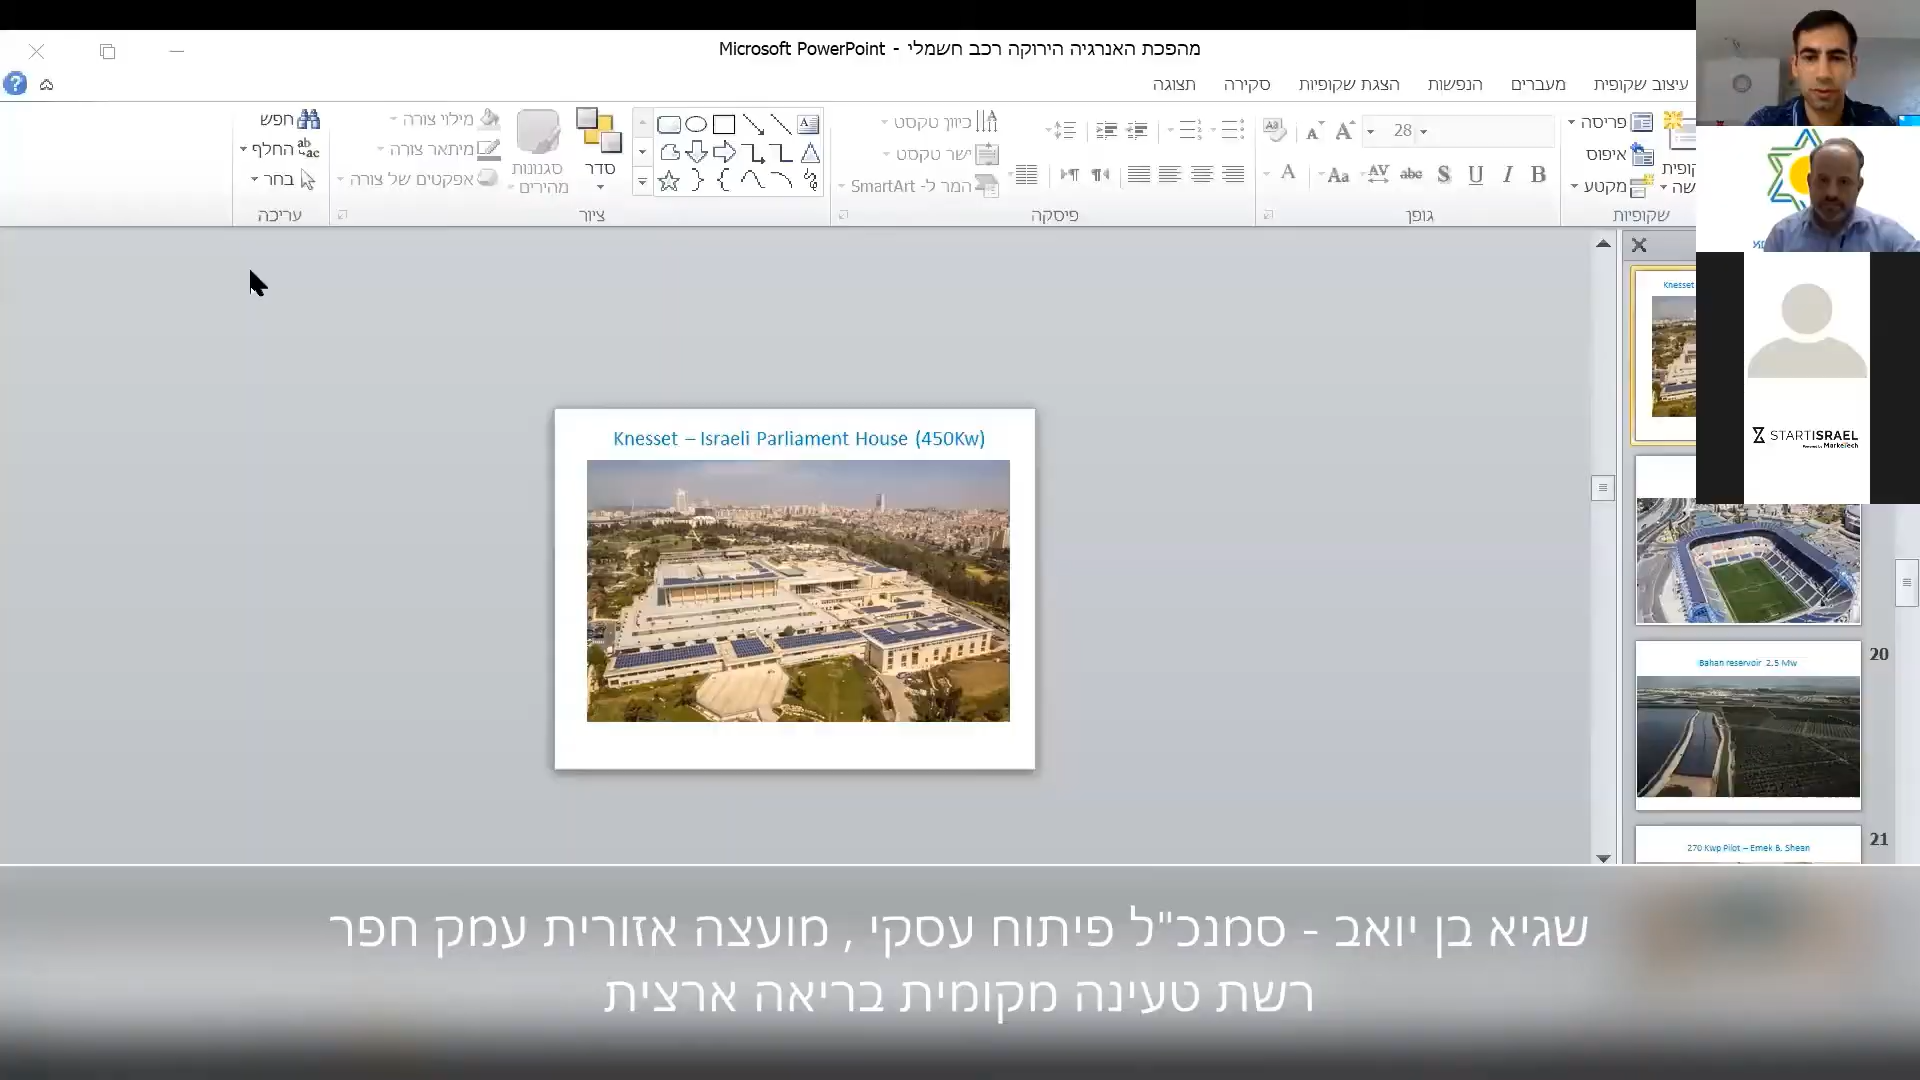 מהפכת האנרגיה הירוקה רכב חשמלי - Microsoft PowerPoint
עיצוב שקופית מעברים הנפשות הצגת שקופיות סקירה תצוגה
פריסה
איפוס
מקטע
שקופיות
28
גופן
כיוון טקסט
ישר טקסט
המר ל- SmartArt
פיסקה
סדר
סגנונות
מהירים
מילוי צורה
מיתאר צורה
אפקטים של צורה
ציור
חפש
החלף
בחר
עריכה
Knesset – Israeli Parliament House (450Kw)
Knesset
STARTISRAEL
20
Bahan reservoir 2.5 Mw
21
270 Kwp Pilot – Emek B. Shean
שגיא בן יואב - סמנכ"ל פיתוח עסקי , מועצה אזורית עמק חפר
רשת טעינה מקומית בריאה ארצית